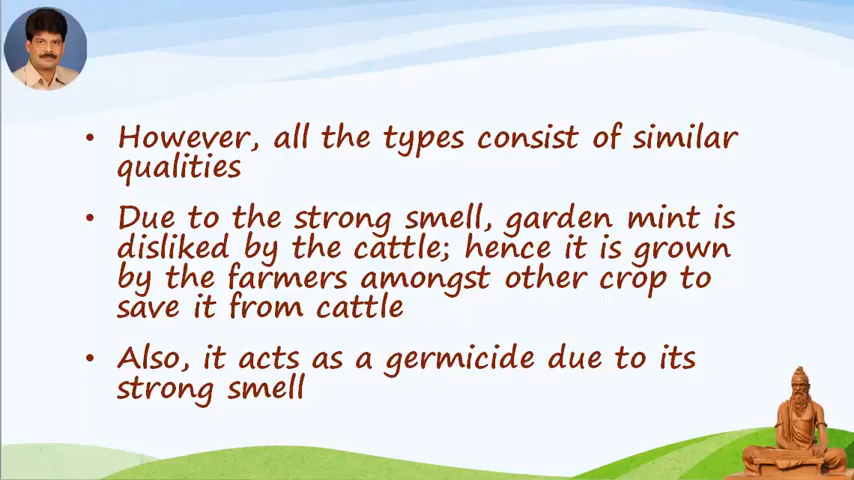 • However, all the types consist of similar
qualities
• Due to the strong smell, garden mint is
disliked by the cattle; hence it is grown
by the farmers amongst other crop to
save it from cattle
• Also, it acts as a germicide due to its
strong smell